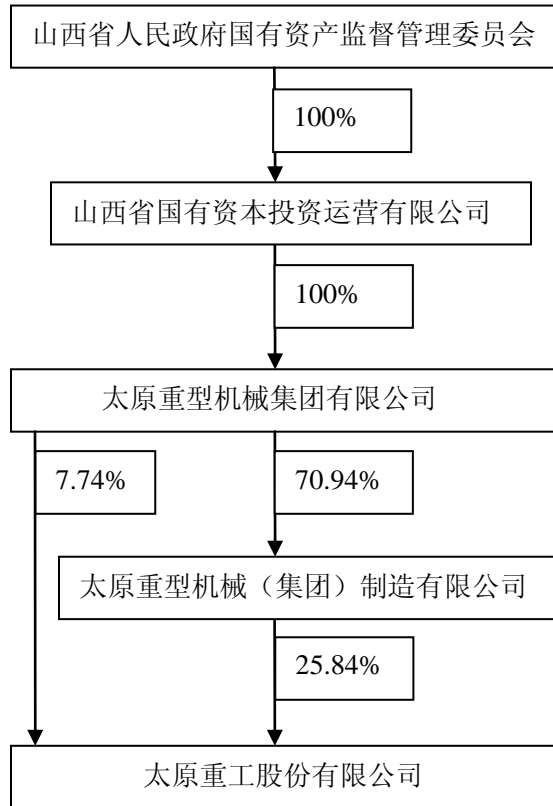 山西省人民政府国有资产监督管理委员会
100%
山西省国有资本投资运营有限公司
100%
太原重型机械集团有限公司
7.74%
70.94%
太原重型机械（集团）制造有限公司
25.84%
太原重工股份有限公司